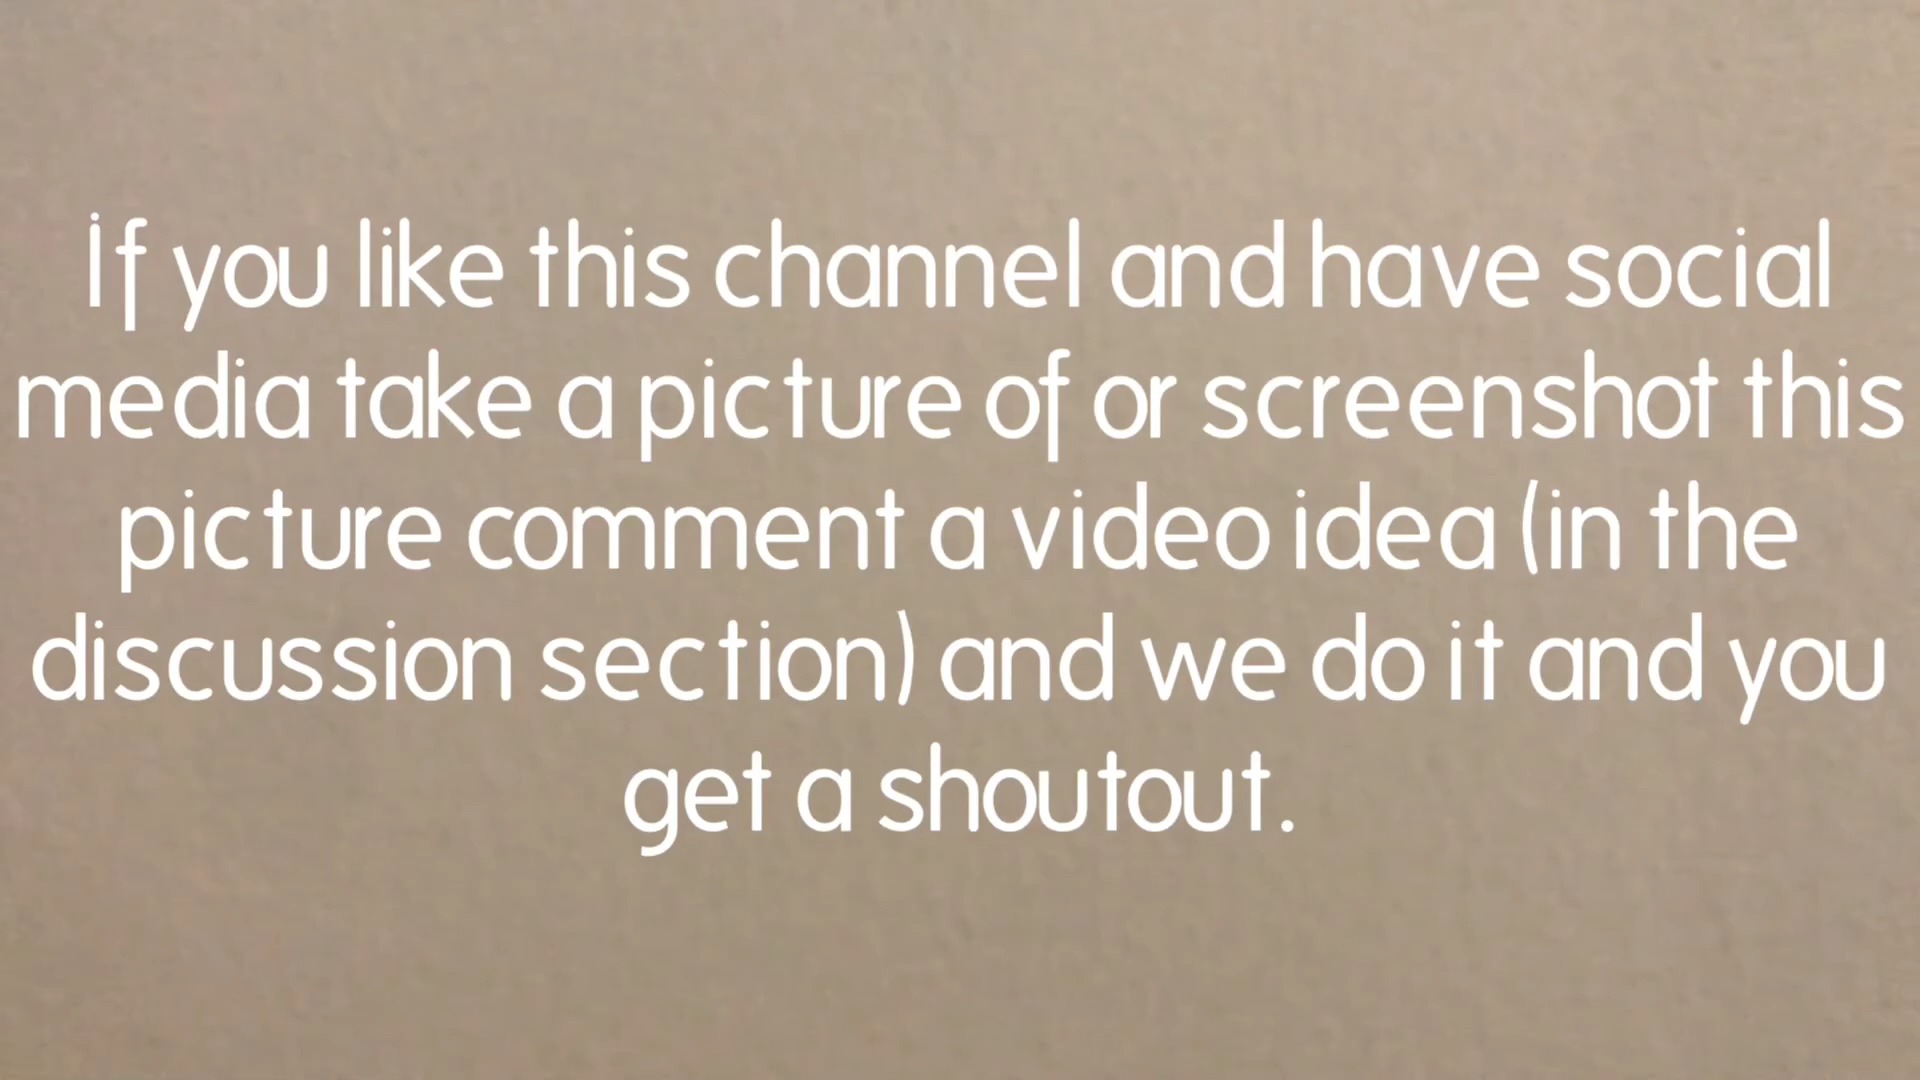 If you like this channel and have social
media take a picture of or screenshot this
picture comment a video idea (in the
discussion section) and we do it and you
get a shoutout.